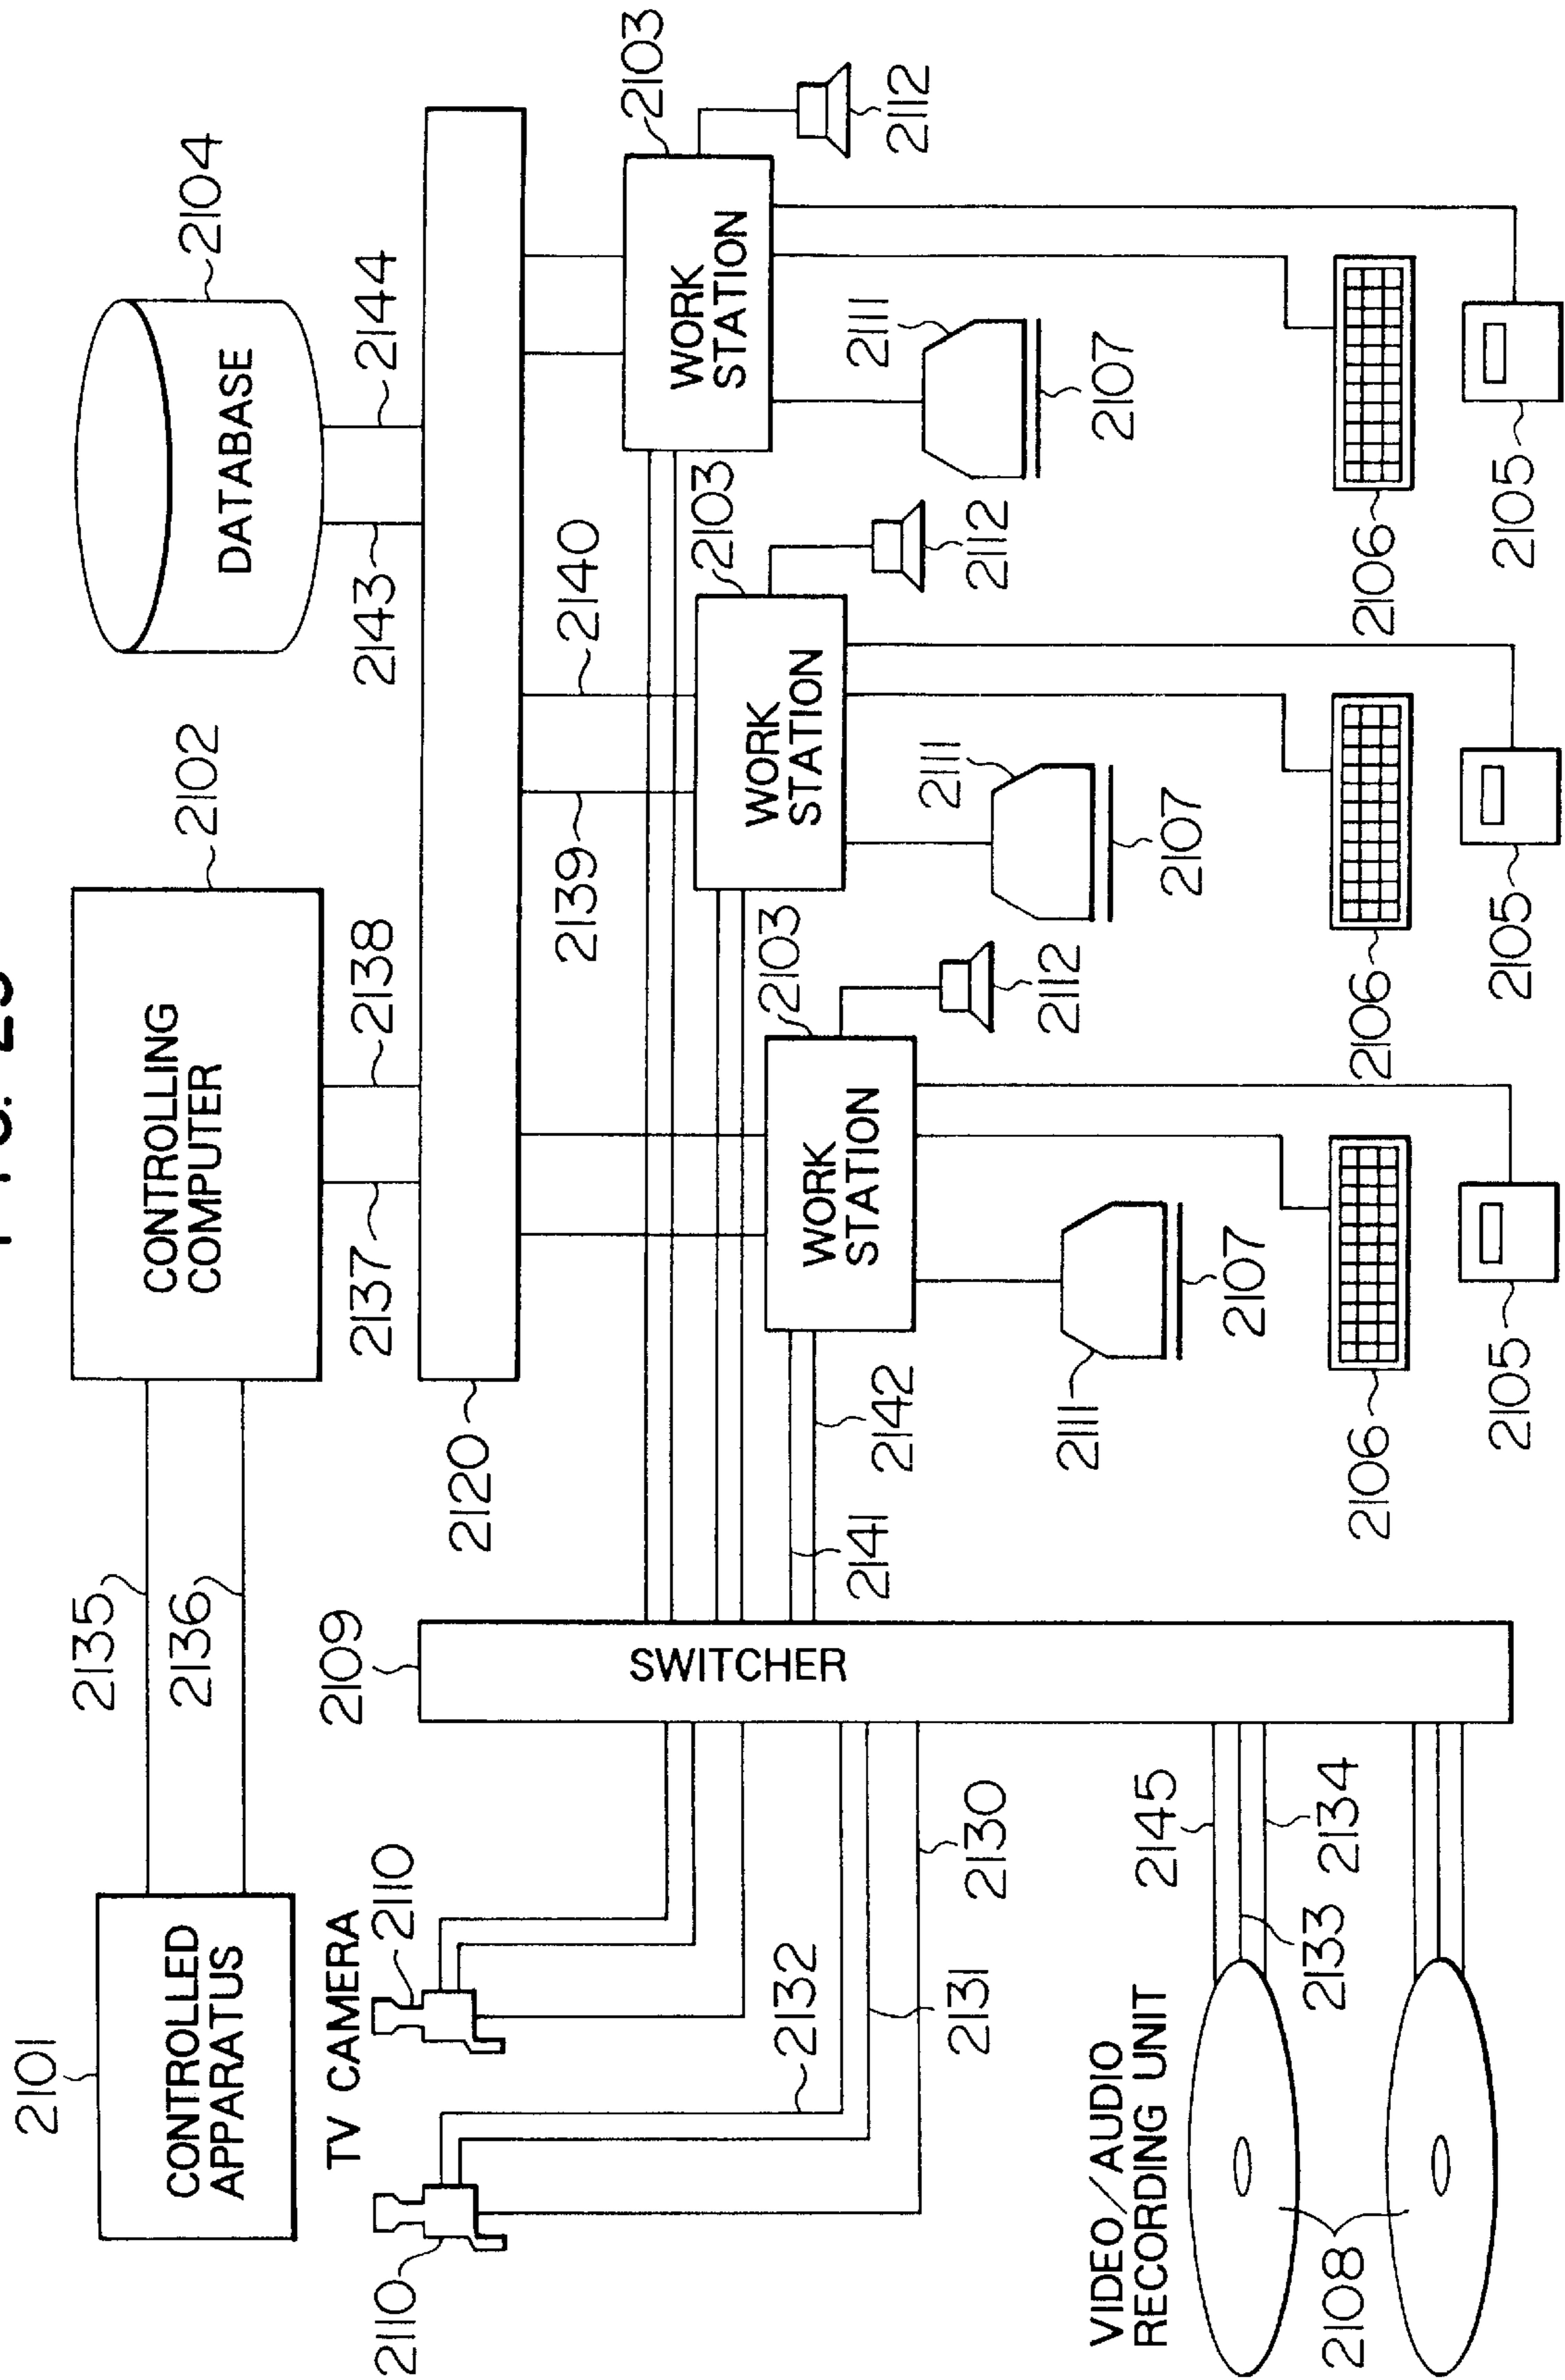 2101
CONTROLLED
APPARATUS
2135
2136
CONTROLLING
COMPUTER
2102
DATABASE
2104
2137
2138
2143
2144
2120
TV CAMERA
2110
2110
2109
SWITCHER
2132
2131
2130
2141
2142
2139
2140
WORK
STATION
2103
2112
2111
2107
2106
2105
WORK
STATION
2103
2112
2111
2107
2106
2105
WORK
STATION
2103
2112
2111
2107
2106
2105
VIDEO/AUDIO
RECORDING UNIT
2145
2133
2134
2108